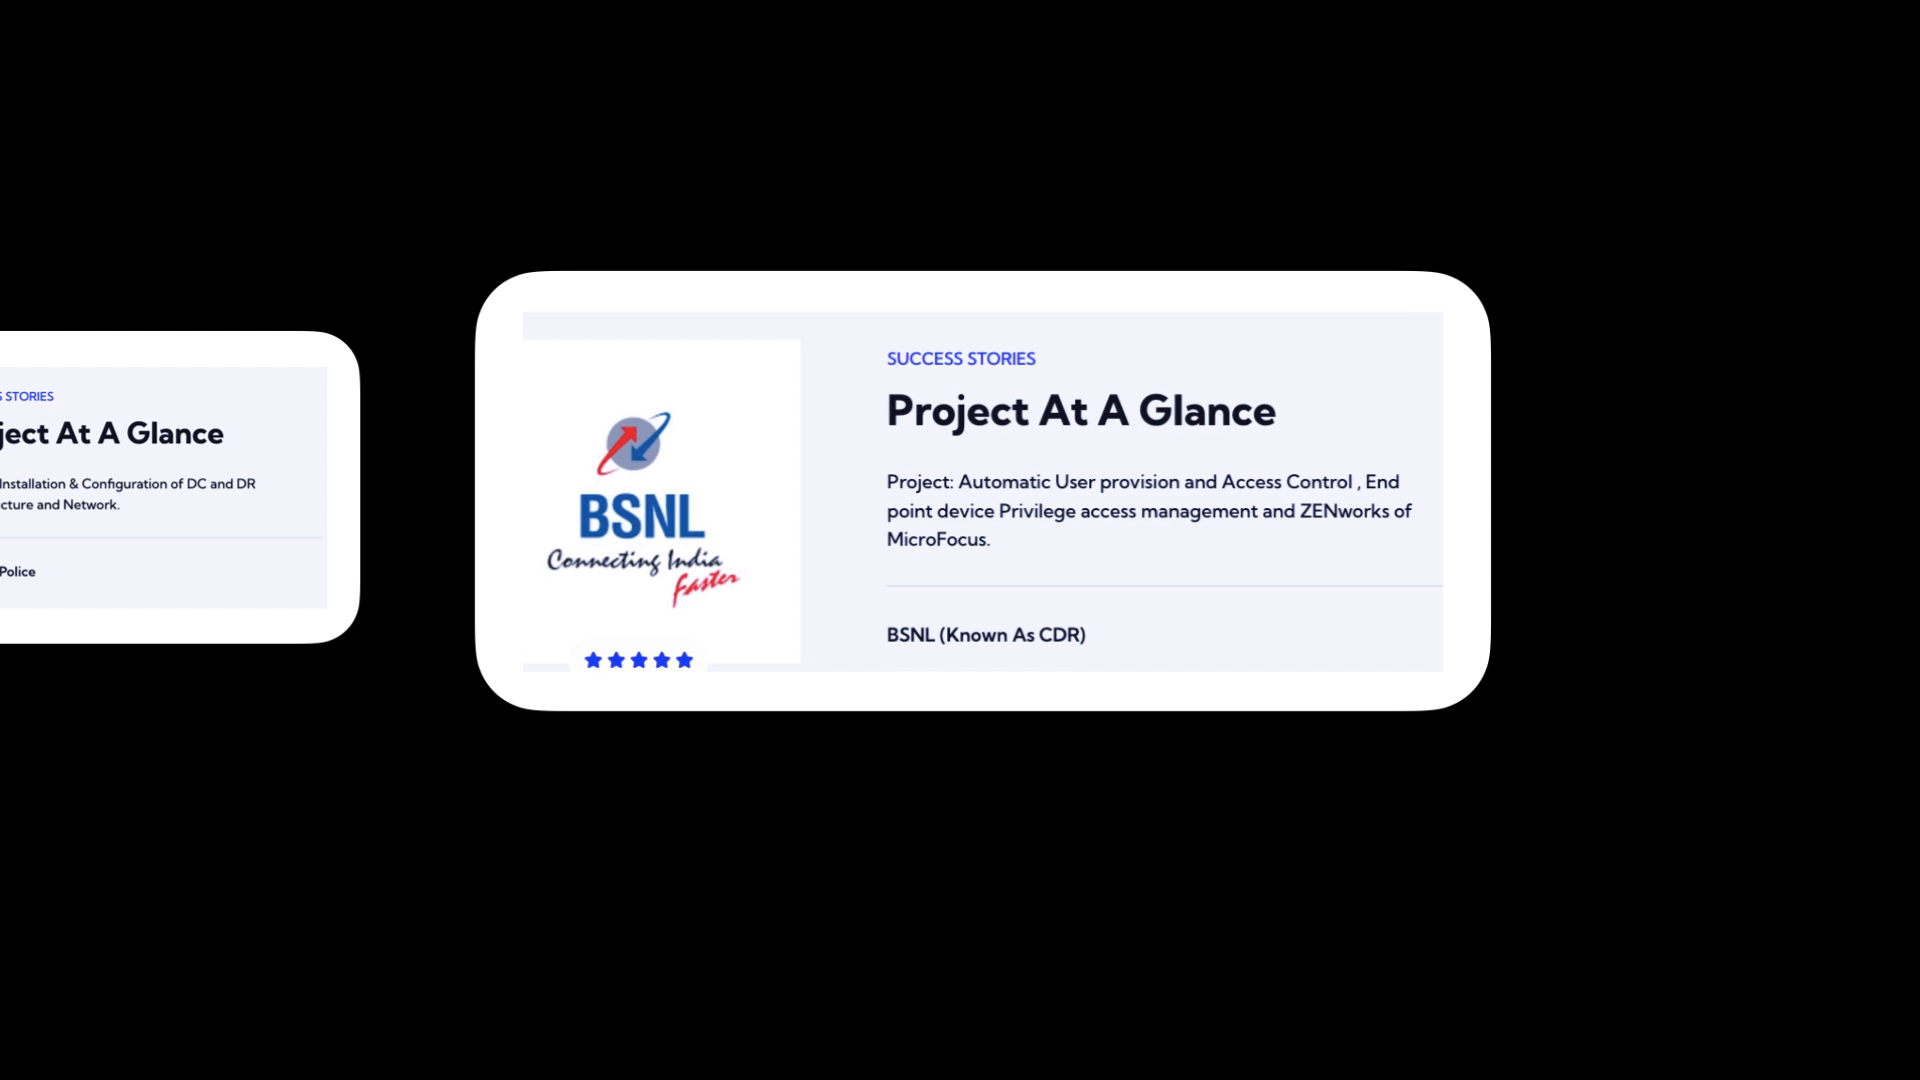 STORIES
ject At A Glance
Installation & Configuration of DC and DR
cture and Network.
Police
BSNL
Connecting India
faster
SUCCESS STORIES
Project At A Glance
Project: Automatic User provision and Access Control , End
point device Privilege access management and ZENworks of
MicroFocus.
BSNL (Known As CDR)